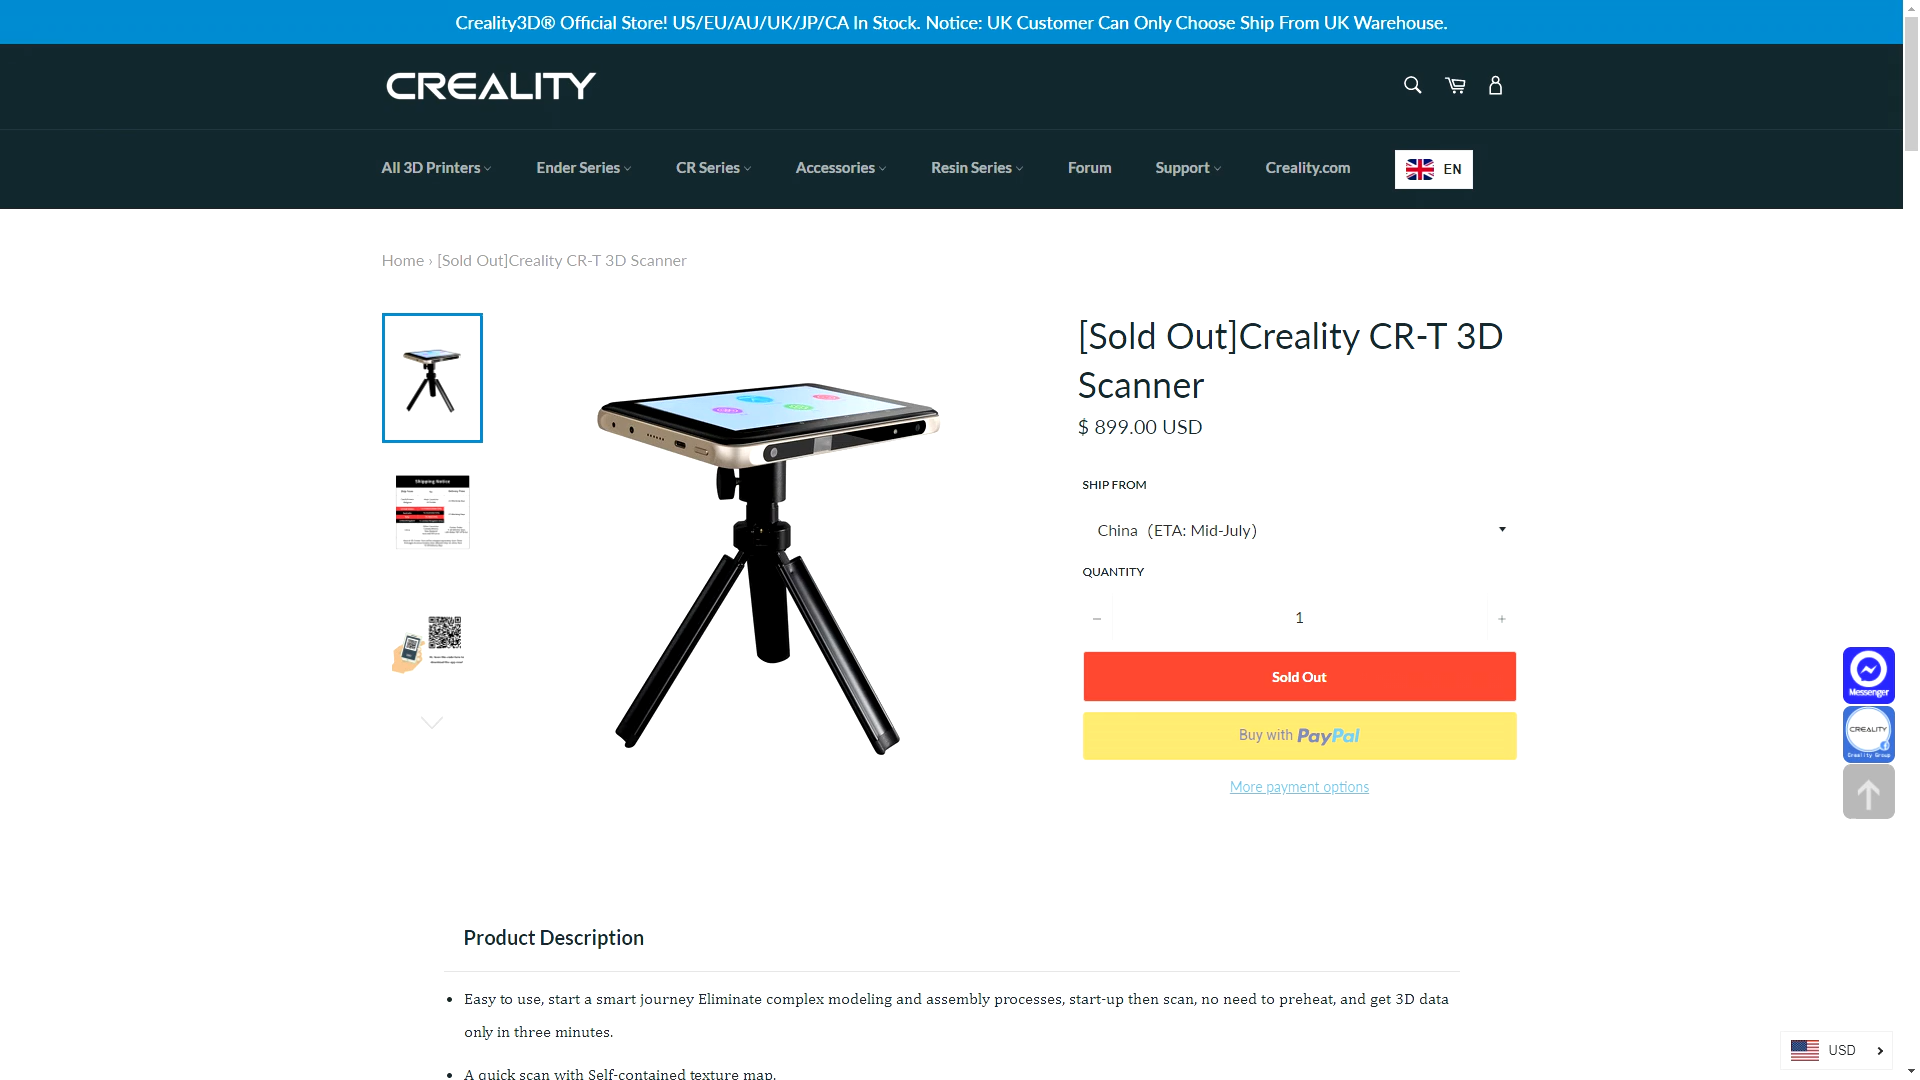 Creality3D® Official Store! US/EU/AU/UK/JP/CA In Stock. Notice: UK Customer Can Only Choose Ship From UK Warehouse.
CREALITY
All 3D Printers
Ender Series
CR Series
Accessories
Resin Series
Forum
Support
Creality.com
EN
Home › [Sold Out]Creality CR-T 3D Scanner
[Sold Out]Creality CR-T 3D
Scanner
$ 899.00 USD
SHIP FROM
China（ETA: Mid-July）
QUANTITY
− 1 +
Sold Out
Buy with PayPal
More payment options
Shipping Notice
Messenger
CREALITY
Creality Group
Product Description
• Easy to use, start a smart journey Eliminate complex modeling and assembly processes, start-up then scan, no need to preheat, and get 3D data
only in three minutes.
• A quick scan with Self-contained texture map.
USD